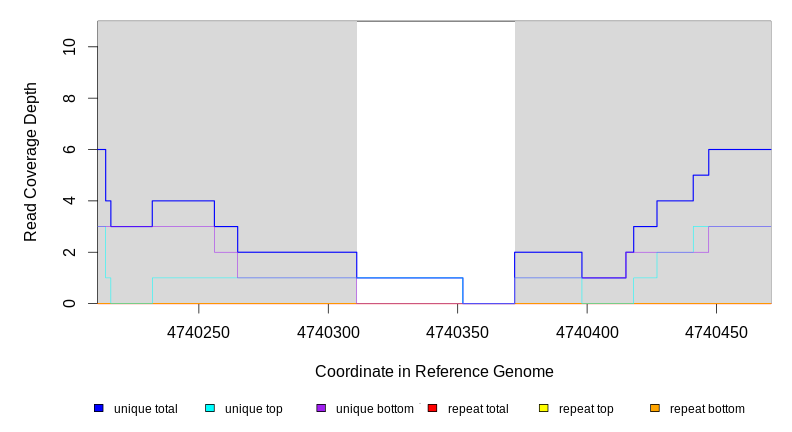 10
8
6
4
2
0
Read Coverage Depth
4740250 4740300 4740350 4740400 4740450
Coordinate in Reference Genome
unique total unique top unique bottom repeat total repeat top repeat bottom